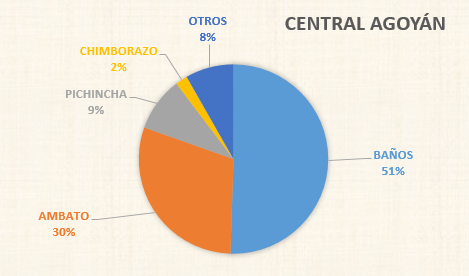 CENTRAL AGOYÁN
OTROS
8%
CHIMBORAZO
2%
PICHINCHA
9%
BAÑOS
51%
AMBATO
30%